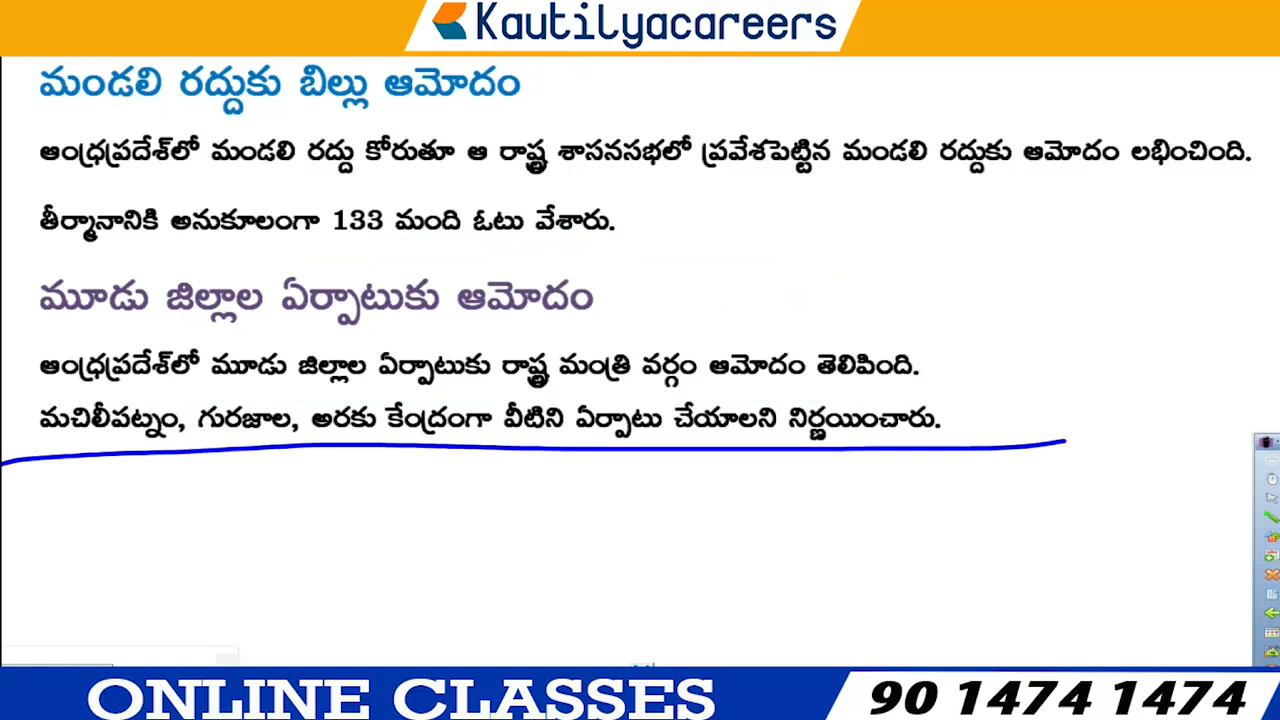 Kautilyacareers
మండలి రద్దుకు బిల్లు ఆమోదం
ఆంధ్రప్రదేశ్‌లో మండలి రద్దు కోరుతూ ఆ రాష్ట్ర శాసనసభలో ప్రవేశపెట్టిన మండలి రద్దుకు ఆమోదం లభించింది.
తీర్మానానికి అనుకూలంగా 133 మంది ఓటు వేశారు.
మూడు జిల్లాల ఏర్పాటుకు ఆమోదం
ఆంధ్రప్రదేశ్‌లో మూడు జిల్లాల ఏర్పాటుకు రాష్ట్ర మంత్రి వర్గం ఆమోదం తెలిపింది.
మచిలీపట్నం, గురజాల, అరకు కేంద్రంగా వీటిని ఏర్పాటు చేయాలని నిర్ణయించారు.
ONLINE CLASSES
90 1474 1474